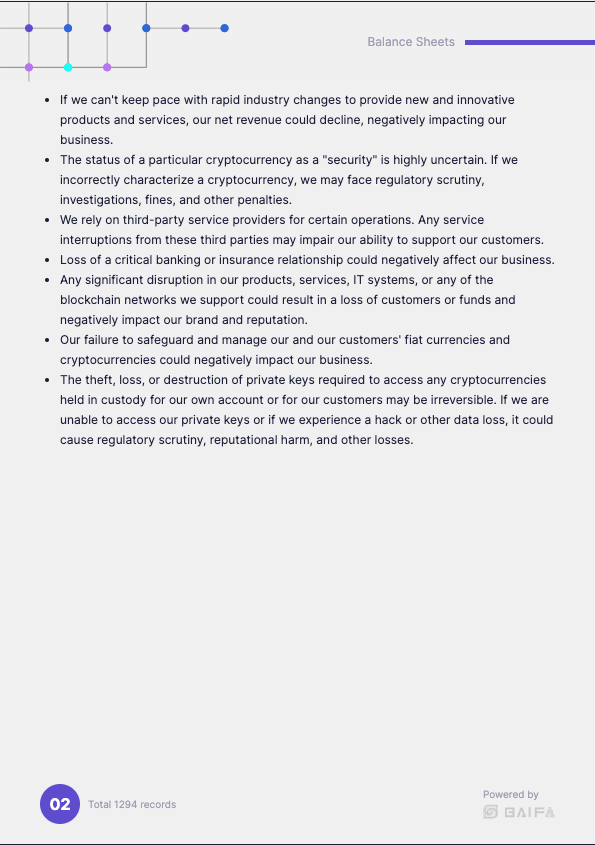 Balance Sheets
• If we can't keep pace with rapid industry changes to provide new and innovative
products and services, our net revenue could decline, negatively impacting our
business.
• The status of a particular cryptocurrency as a "security" is highly uncertain. If we
incorrectly characterize a cryptocurrency, we may face regulatory scrutiny,
investigations, fines, and other penalties.
• We rely on third-party service providers for certain operations. Any service
interruptions from these third parties may impair our ability to support our customers.
• Loss of a critical banking or insurance relationship could negatively affect our business.
• Any significant disruption in our products, services, IT systems, or any of the
blockchain networks we support could result in a loss of customers or funds and
negatively impact our brand and reputation.
• Our failure to safeguard and manage our and our customers' fiat currencies and
cryptocurrencies could negatively impact our business.
• The theft, loss, or destruction of private keys required to access any cryptocurrencies
held in custody for our own account or for our customers may be irreversible. If we are
unable to access our private keys or if we experience a hack or other data loss, it could
cause regulatory scrutiny, reputational harm, and other losses.
02 Total 1294 records
Powered by
BAIFA